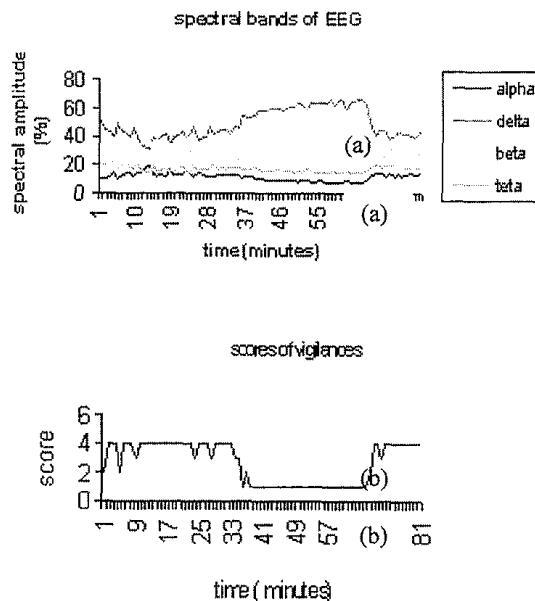 spectral bands of EEG
spectral amplitude
(%)
80
60
40
20
0
1
10
19
28
37
46
55
(a)
(a)
time (minutes)
alpha
delta
beta
teta
scores of vigilances
score
6
4
2
0
1
9
17
25
33
41
49
57
81
(b)
(b)
time ( minutes)